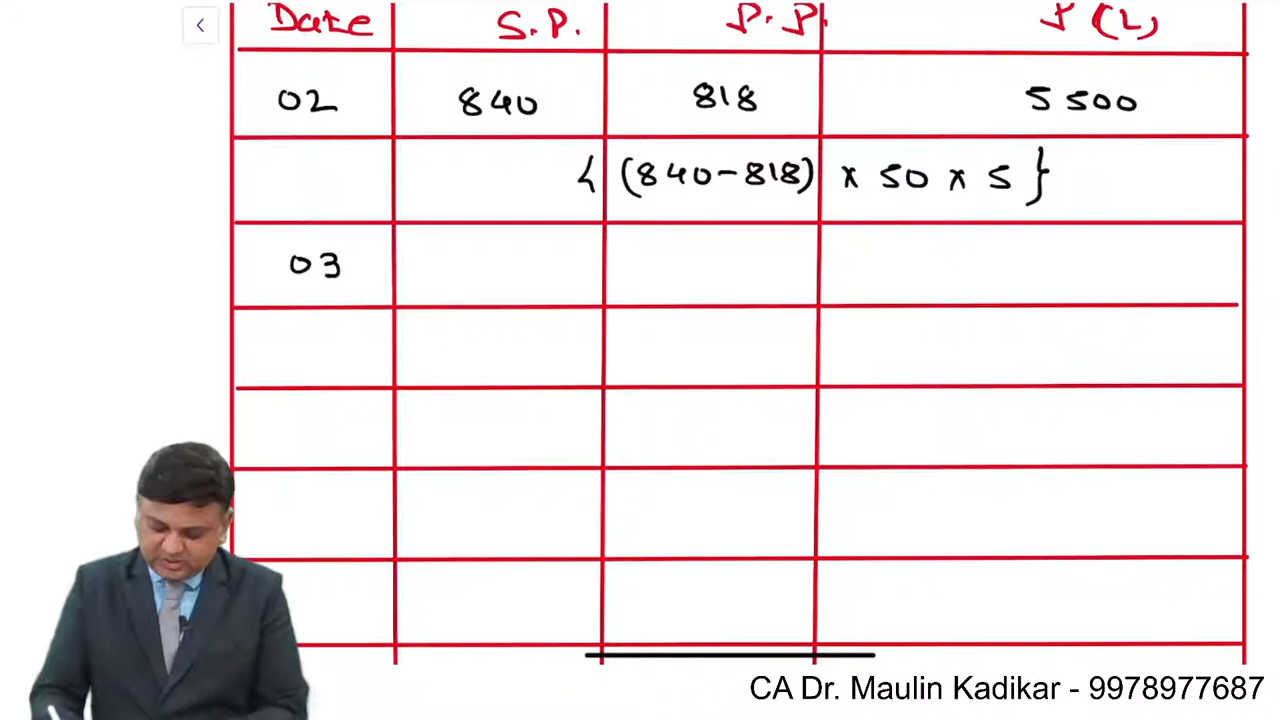 Date S.P. P.P. P(L)
02 840 818 5500
{ (840-818) x 50 x 5 }
03
CA Dr. Maulin Kadikar - 9978977687